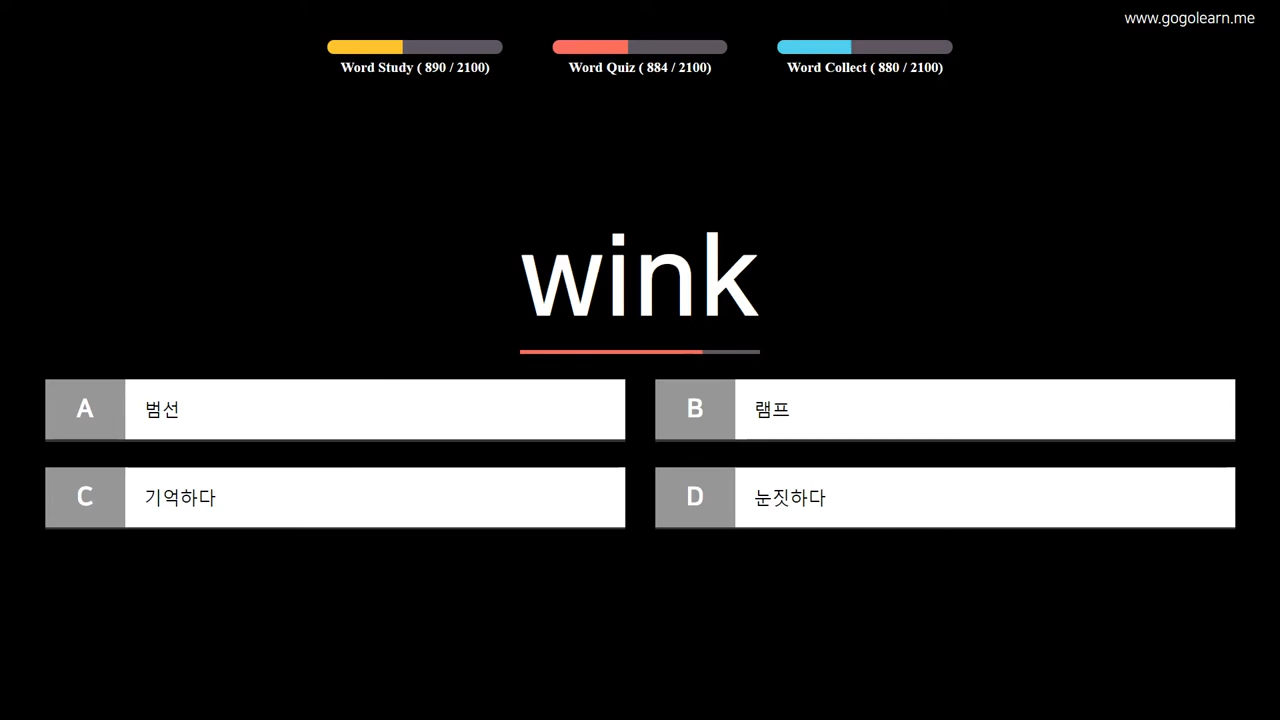 www.gogolearn.me
Word Study ( 890 / 2100)
Word Quiz ( 884 / 2100)
Word Collect ( 880 / 2100)
wink
A 범선
B 램프
C 기억하다
D 눈짓하다